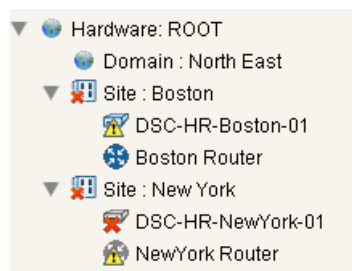 Hardware: ROOT
Domain : North East
Site : Boston
DSC-HR-Boston-01
Boston Router
Site : New York
DSC-HR-NewYork-01
NewYork Router